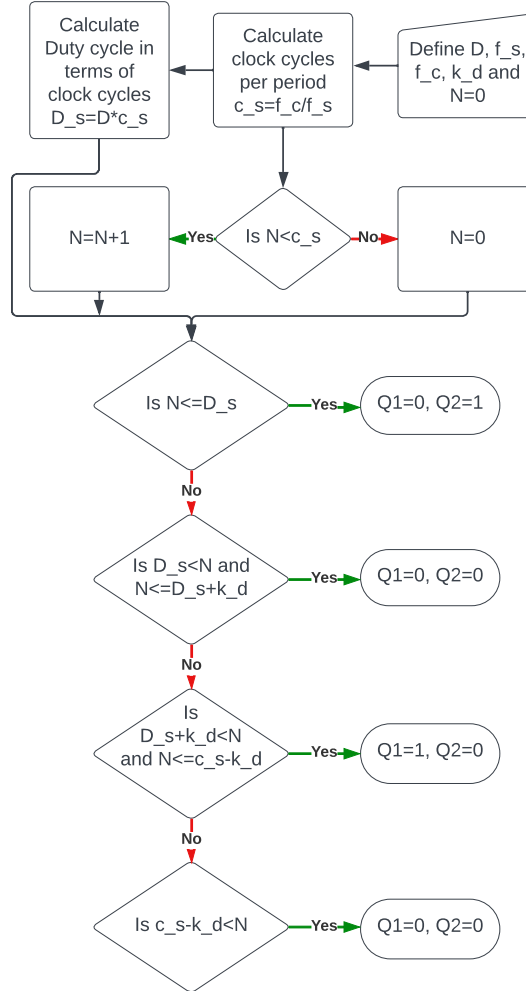 Calculate
Duty cycle in
terms of
clock cycles
D_s=D*c_s
Calculate
clock cycles
per period
c_s=f_c/f_s
Define D, f_s,
f_c, k_d and
N=0
N=N+1
Yes
Is N<c_s
No
N=0
Is N<=D_s
Yes
Q1=0, Q2=1
No
Is D_s<N and
N<=D_s+k_d
Yes
Q1=0, Q2=0
No
Is
D_s+k_d<N
and N<=c_s-k_d
Yes
Q1=1, Q2=0
No
Is c_s-k_d<N
Yes
Q1=0, Q2=0